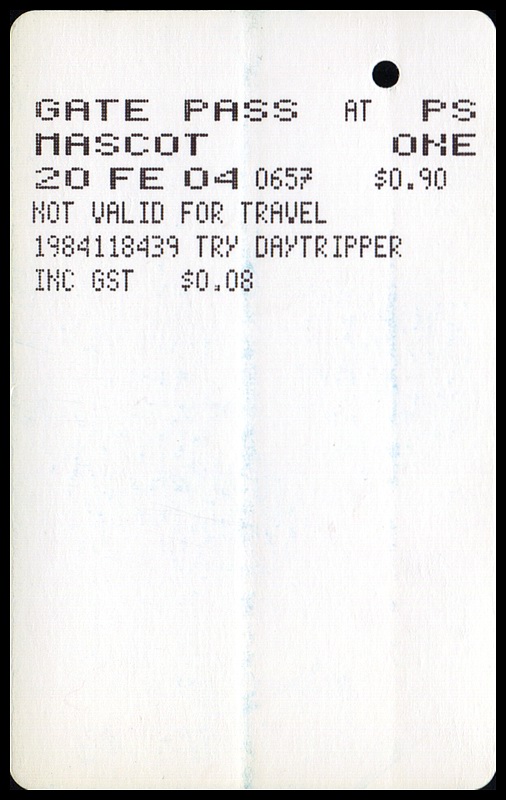 GATE PASS AT PS
MASCOT ONE
20 FE 04 0657 $0.90
NOT VALID FOR TRAVEL
1984118439 TRY DAYTRIPPER
INC GST $0.08